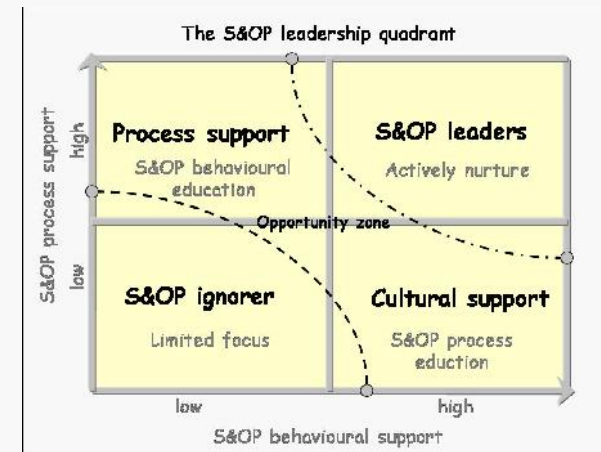 The S&OP leadership quadrant
S&OP process support
high
low
Process support
S&OP behavioural
education
S&OP leaders
Actively nurture
Opportunity zone
S&OP ignorer
Limited focus
Cultural support
S&OP process
eduction
low
high
S&OP behavioural support